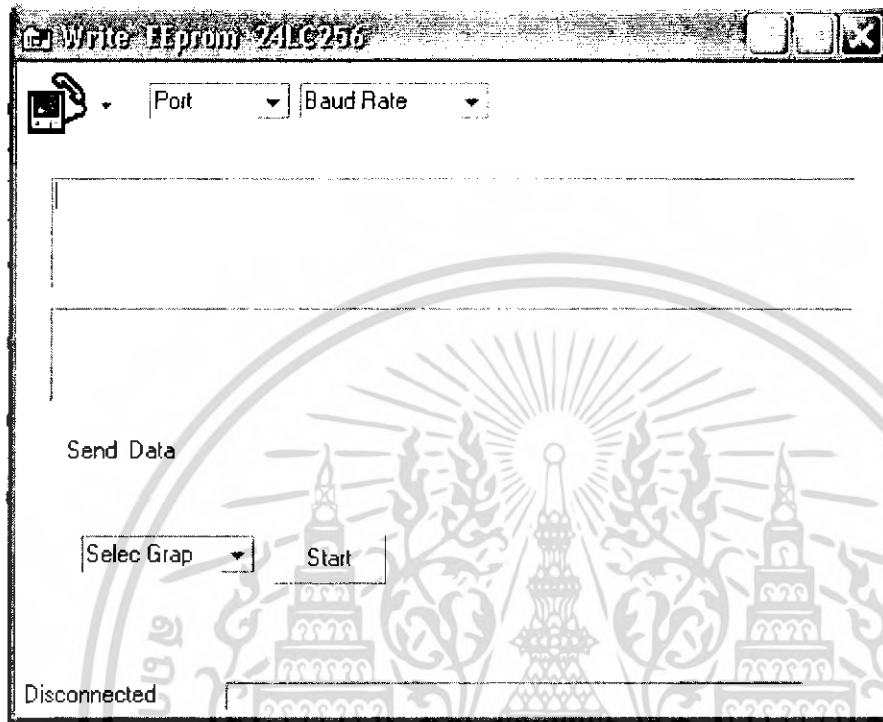 Write EEprom 24LC256
Port Baud Rate
Send Data
Selec Grap Start
Disconnected